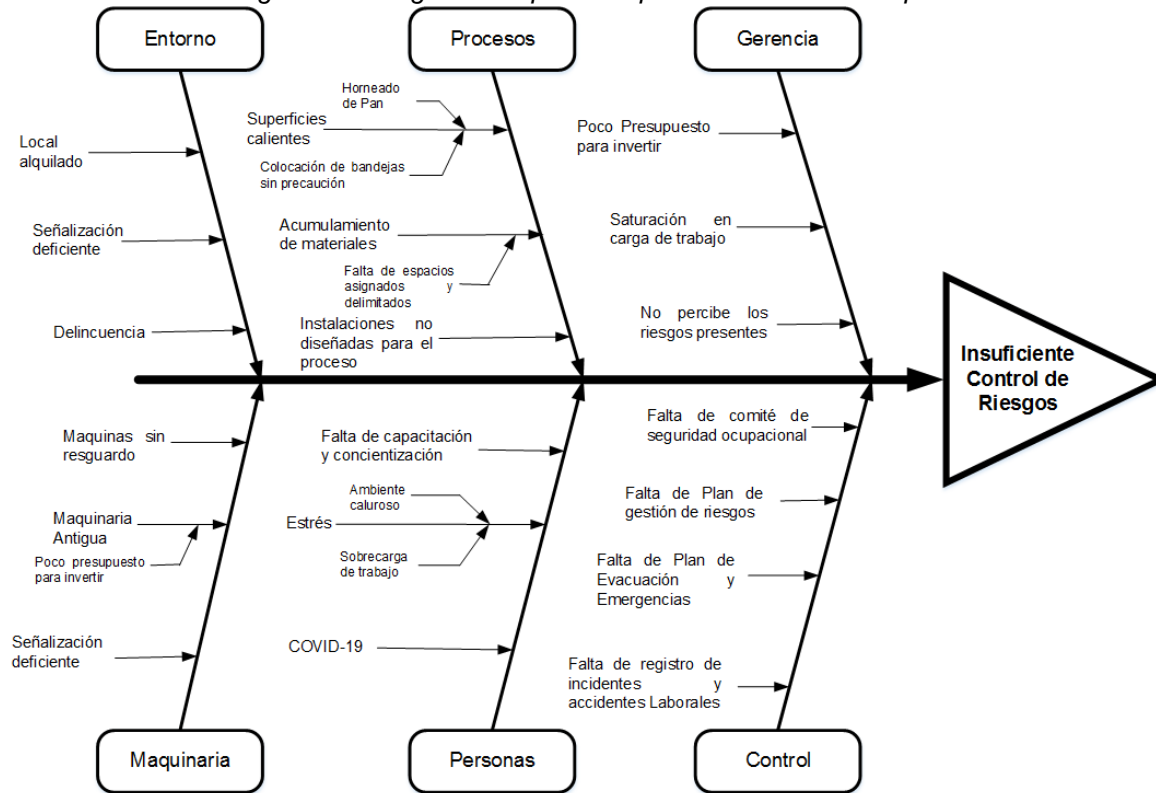 Entorno
Procesos
Gerencia
Horneado
de Pan
Superficies
calientes
Colocación de bandejas
sin precaución
Poco Presupuesto
para invertir
Local
alquilado
Señalización
deficiente
Acumulamiento
de materiales
Falta de espacios
asignados y
delimitados
Saturación en
carga de trabajo
Delincuencia
Instalaciones no
diseñadas para el
proceso
No percibe los
riesgos presentes
Insuficiente
Control de
Riesgos
Maquinas sin
resguardo
Falta de capacitación
y concientización
Falta de comité de
seguridad ocupacional
Maquinaria
Antigua
Poco presupuesto
para invertir
Ambiente
caluroso
Estrés
Sobrecarga
de trabajo
Falta de Plan de
gestión de riesgos
Falta de Plan de
Evacuación y
Emergencias
Señalización
deficiente
COVID-19
Falta de registro de
incidentes y
accidentes Laborales
Maquinaria
Personas
Control